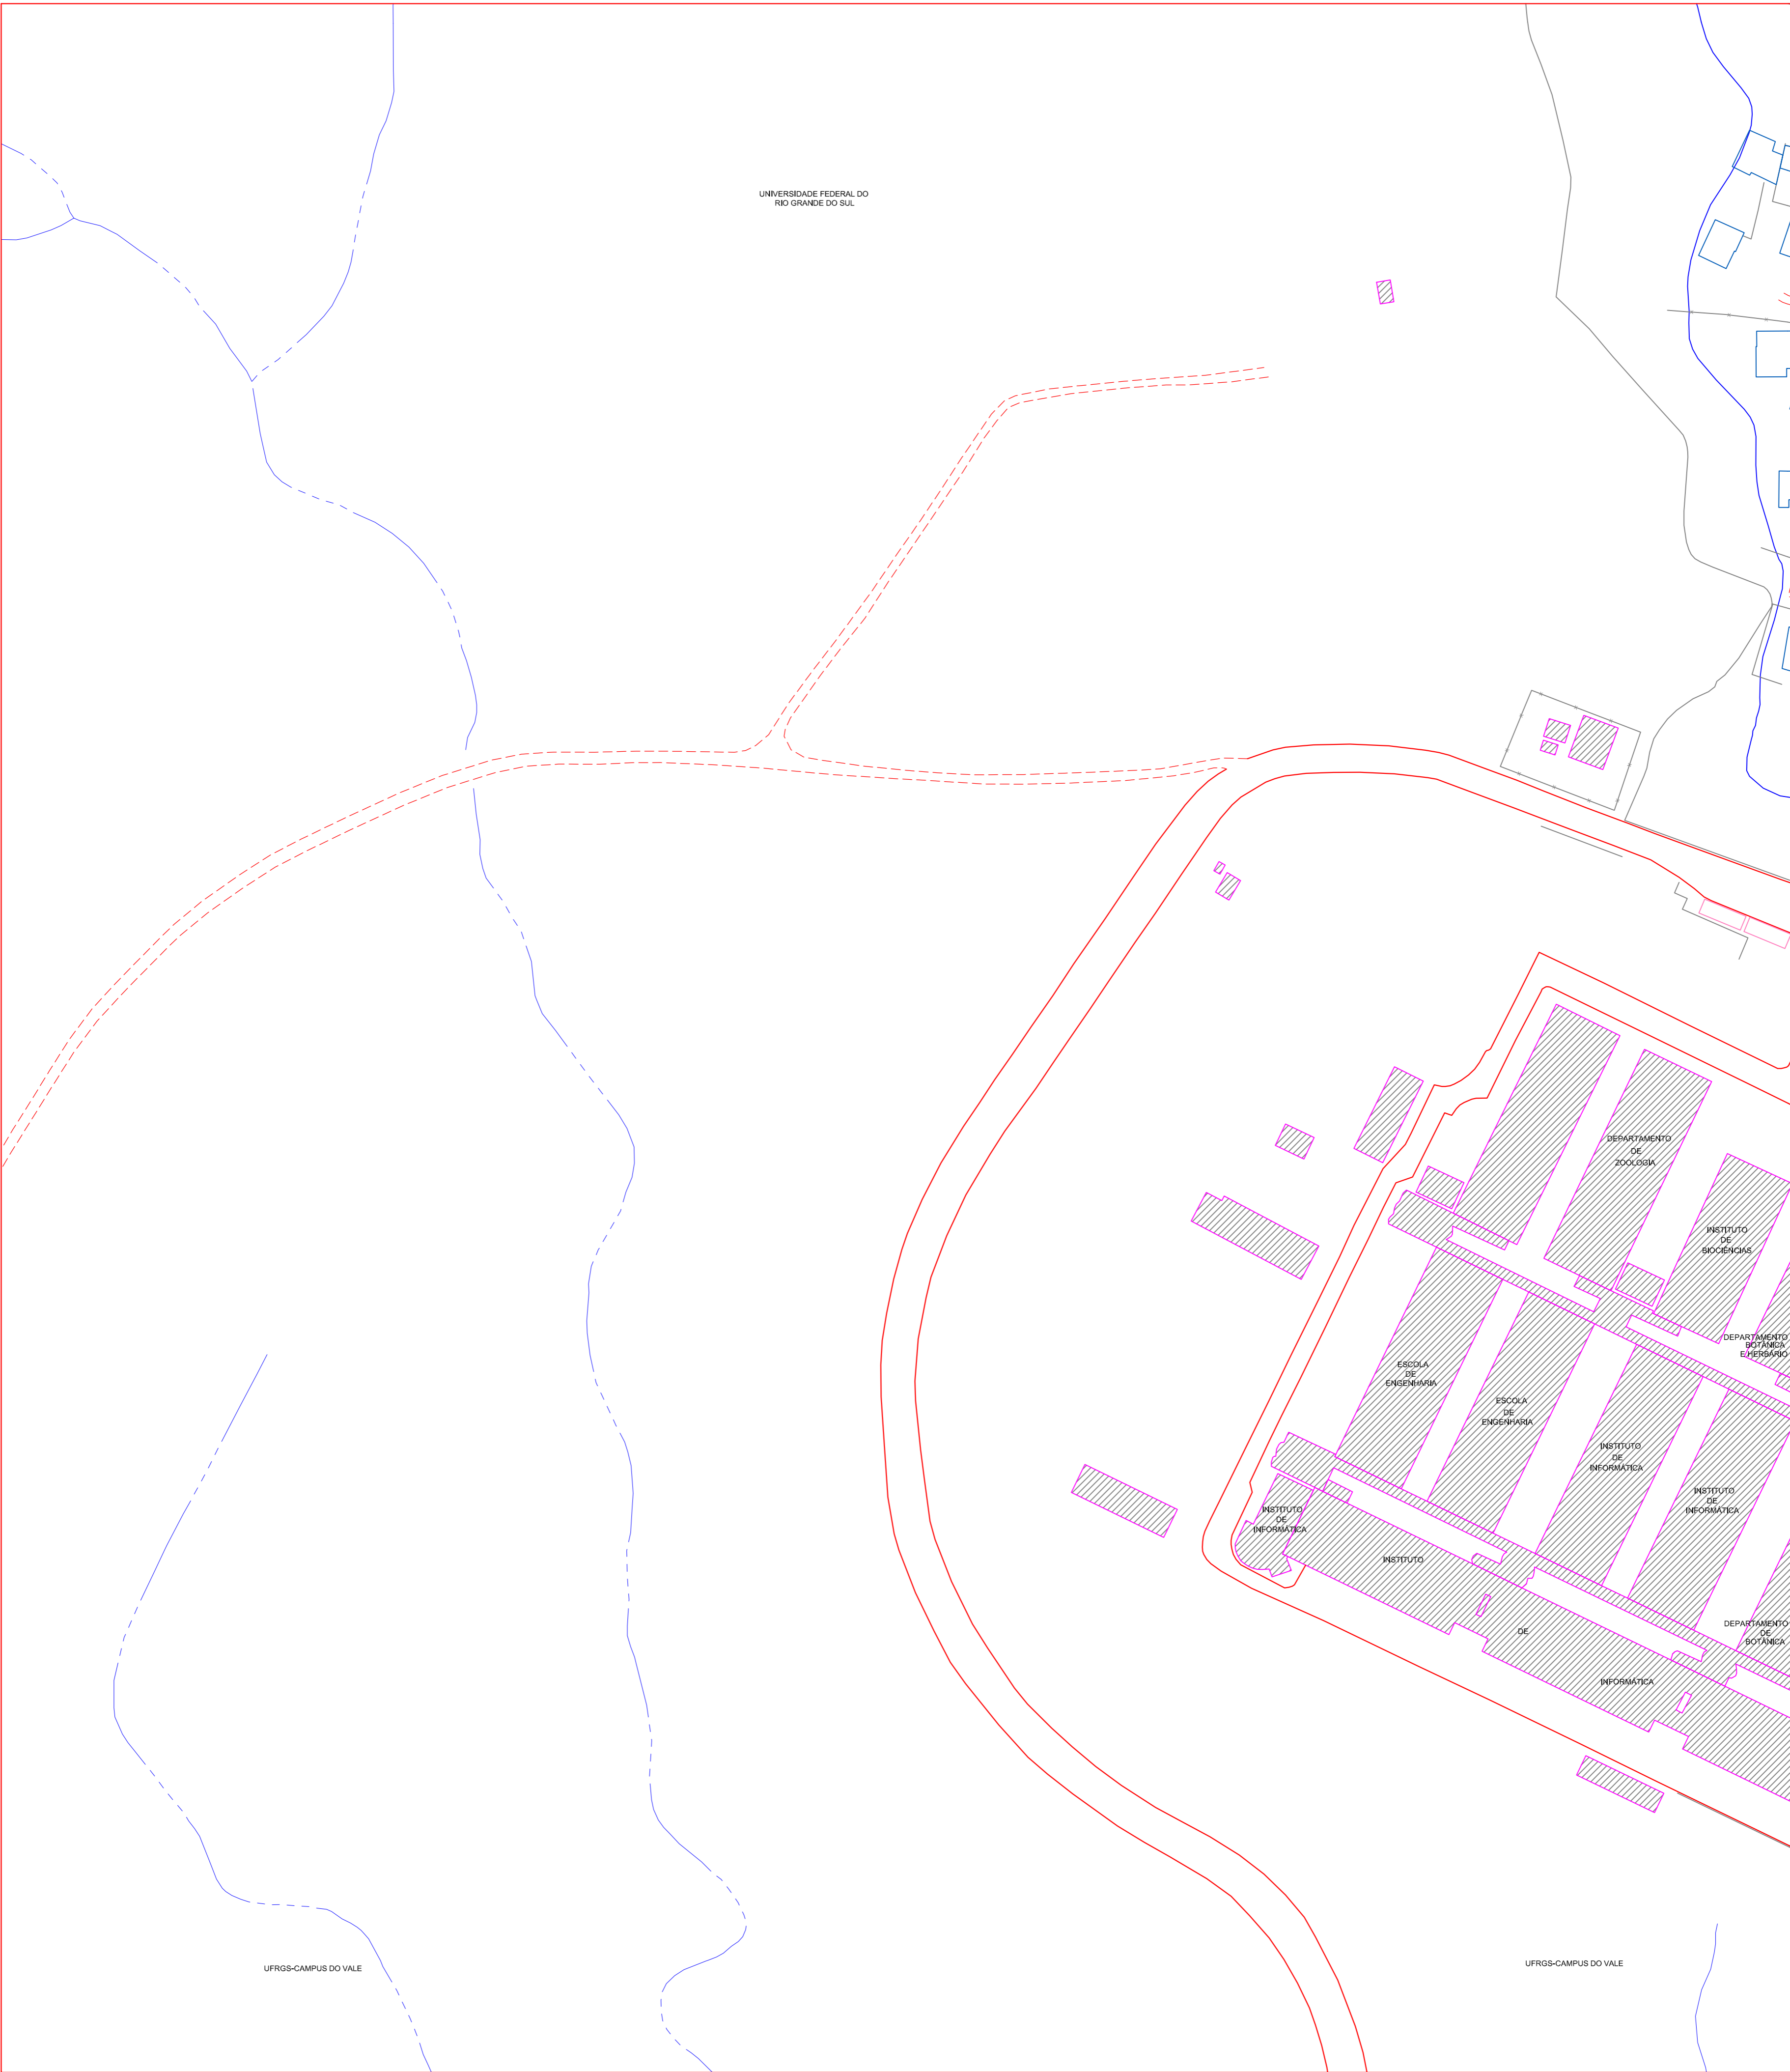 UNIVERSIDADE FEDERAL DO
RIO GRANDE DO SUL
DEPARTAMENTO
DE
ZOOLOGIA
INSTITUTO
DE
BIOCIÊNCIAS
DEPARTAMENTO
BOTÂNICA
E HERBÁRIO
ESCOLA
DE
ENGENHARIA
ESCOLA
DE
ENGENHARIA
INSTITUTO
DE
INFORMÁTICA
INSTITUTO
DE
INFORMÁTICA
INSTITUTO
DE
INFORMÁTICA
INSTITUTO
DE
INFORMÁTICA
DEPARTAMENTO
DE
BOTÂNICA
UFRGS-CAMPUS DO VALE
UFRGS-CAMPUS DO VALE